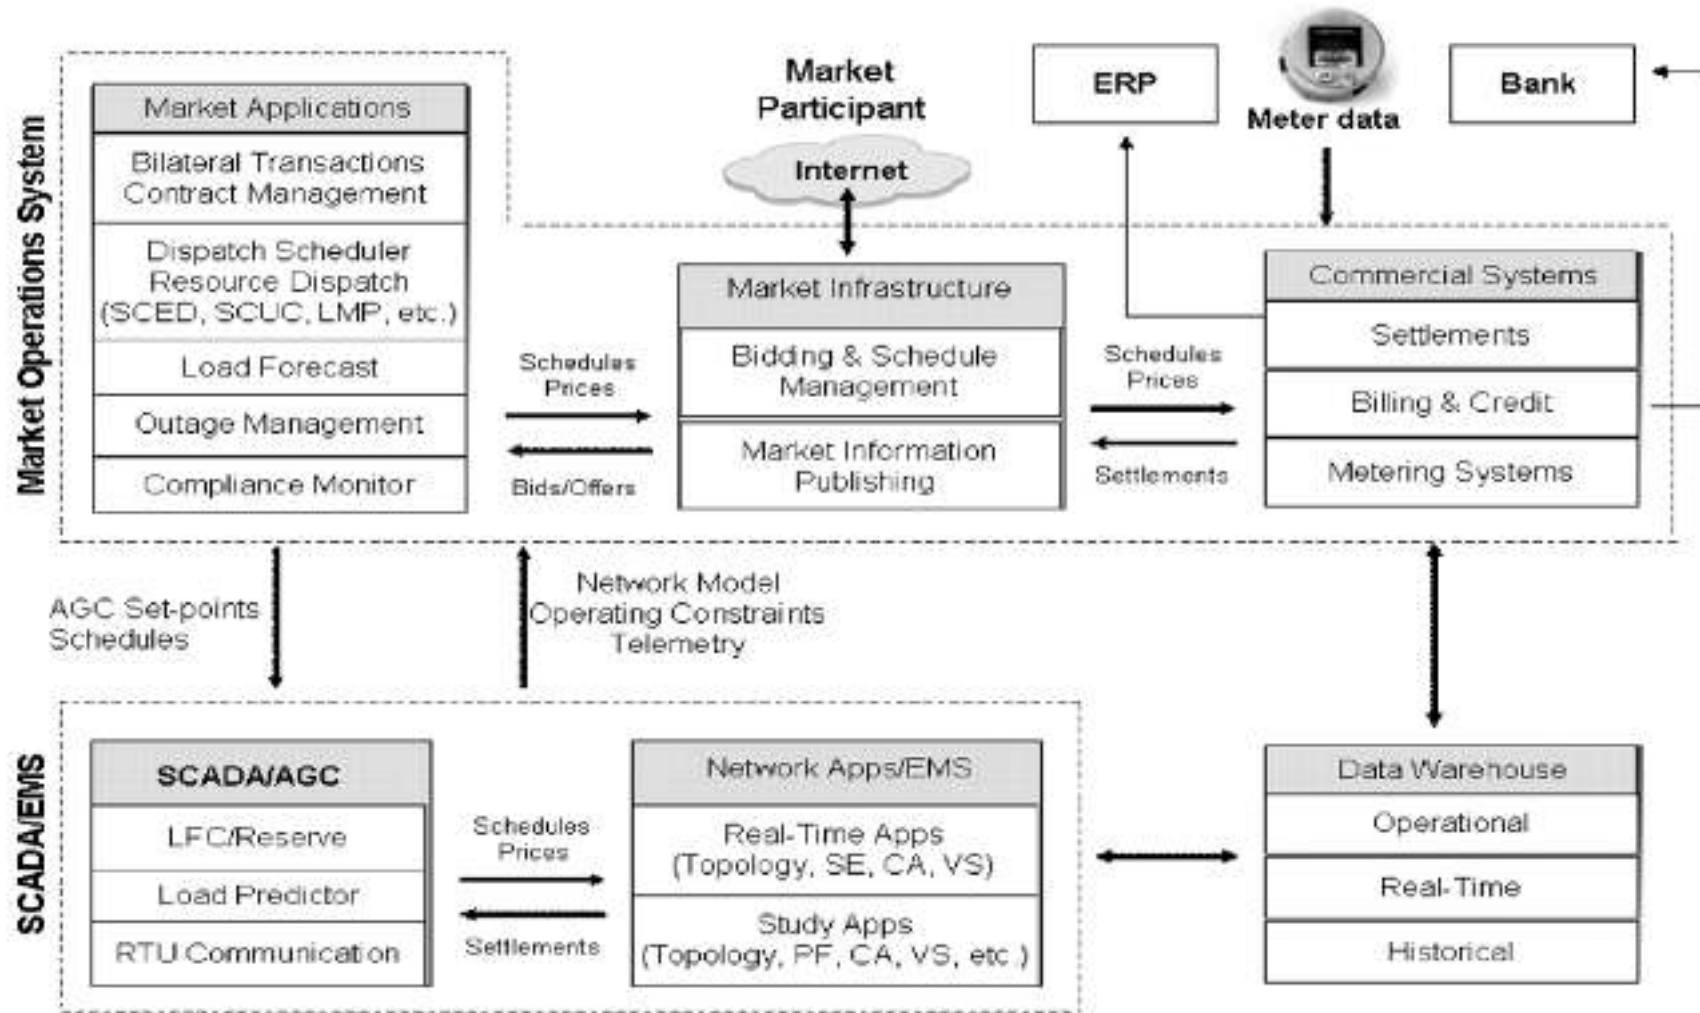 Market Operations System
Market Applications
Bilateral Transactions
Contract Management
Dispatch Scheduler
Resource Dispatch
(SCED, SCUC, LMP, etc.)
Load Forecast
Outage Management
Compliance Monitor
Schedules
Prices
Bids/Offers
Market
Participant
Internet
Market Infrastructure
Bidding & Schedule
Management
Market Information
Publishing
Schedules
Prices
Settlements
ERP
Meter data
Bank
Commercial Systems
Settlements
Billing & Credit
Metering Systems
AGC Set-points
Schedules
Network Model
Operating Constraints
Telemetry
SCADA/EMS
SCADA/AGC
LFC/Reserve
Load Predictor
RTU Communication
Schedules
Prices
Settlements
Network Apps/EMS
Real-Time Apps
(Topology, SE, CA, VS)
Study Apps
(Topology, PF, CA, VS, etc.)
Data Warehouse
Operational
Real-Time
Historical